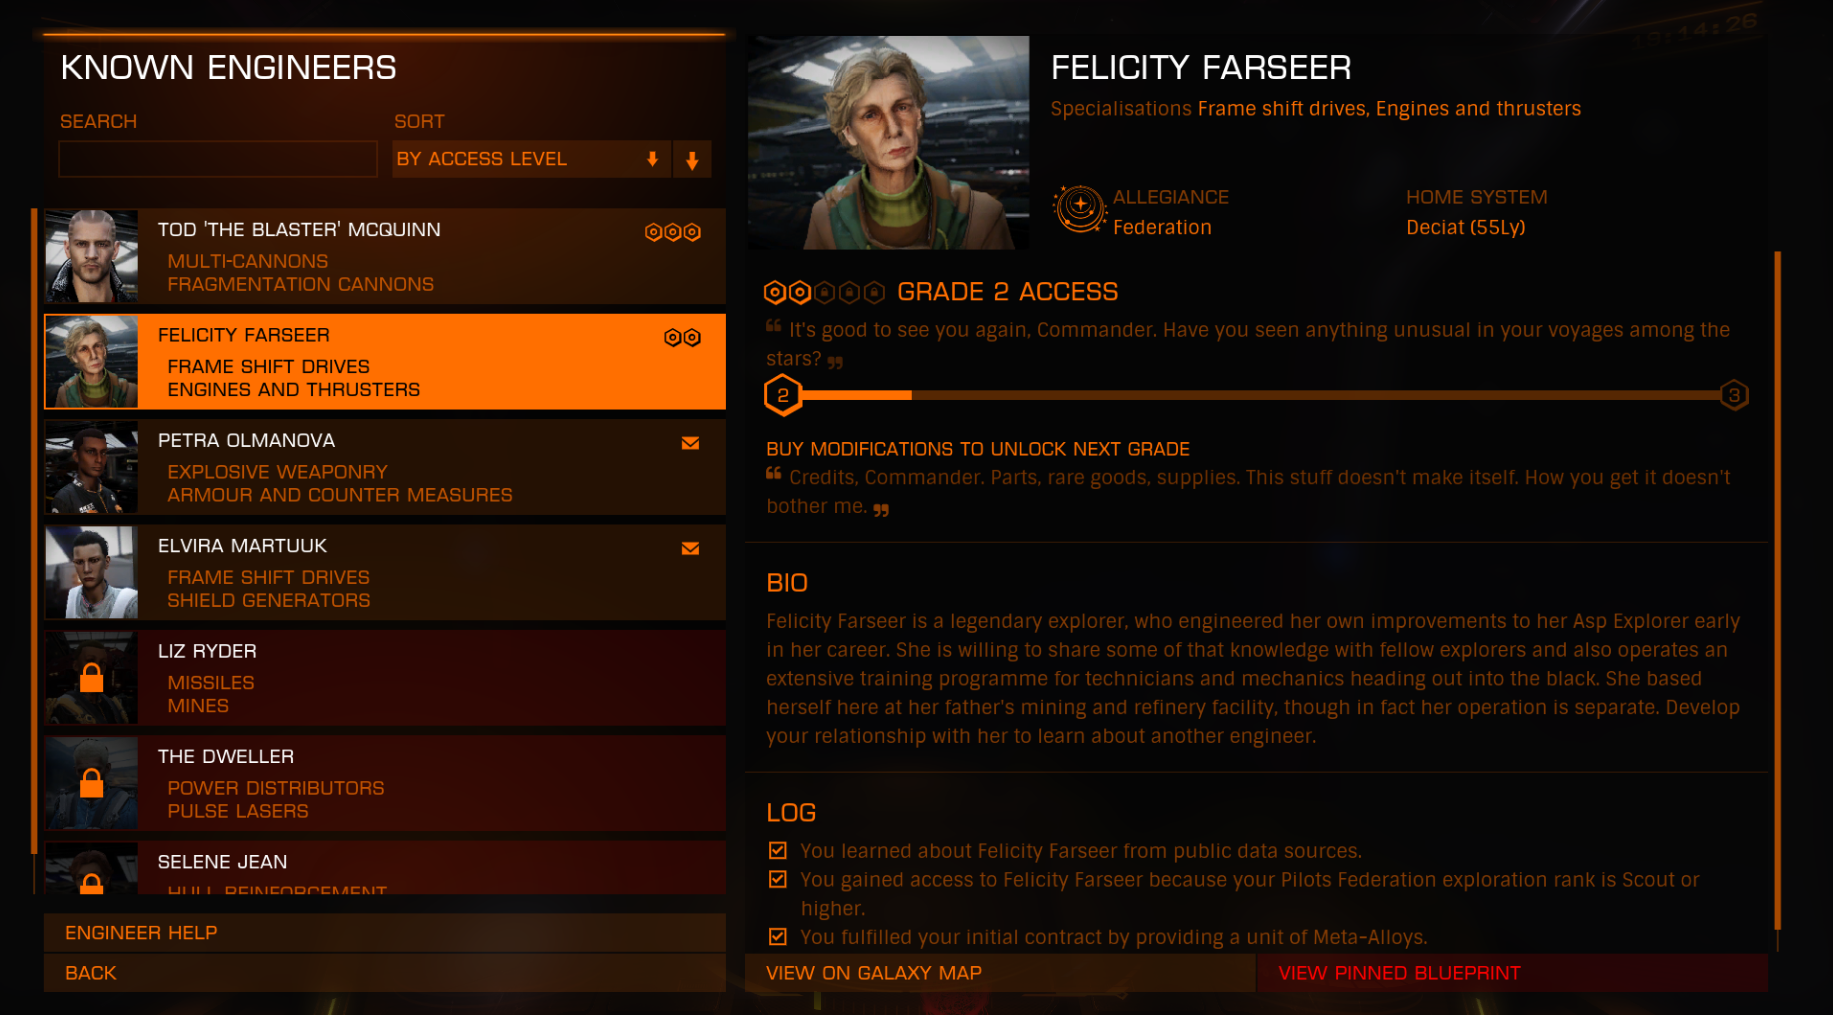 19:14:26
KNOWN ENGINEERS
SEARCH
SORT
BY ACCESS LEVEL
TOD 'THE BLASTER' MCQUINN
MULTI-CANNONS
FRAGMENTATION CANNONS
FELICITY FARSEER
FRAME SHIFT DRIVES
ENGINES AND THRUSTERS
PETRA OLMANOVA
EXPLOSIVE WEAPONRY
ARMOUR AND COUNTER MEASURES
ELVIRA MARTUUK
FRAME SHIFT DRIVES
SHIELD GENERATORS
LIZ RYDER
MISSILES
MINES
THE DWELLER
POWER DISTRIBUTORS
PULSE LASERS
SELENE JEAN
HULL REINFORCEMENT
ENGINEER HELP
BACK
FELICITY FARSEER
Specialisations Frame shift drives, Engines and thrusters
ALLEGIANCE
Federation
HOME SYSTEM
Deciat (55Ly)
GRADE 2 ACCESS
“ It's good to see you again, Commander. Have you seen anything unusual in your voyages among the
stars? ”
2
3
BUY MODIFICATIONS TO UNLOCK NEXT GRADE
“ Credits, Commander. Parts, rare goods, supplies. This stuff doesn't make itself. How you get it doesn't
bother me. ”
BIO
Felicity Farseer is a legendary explorer, who engineered her own improvements to her Asp Explorer early
in her career. She is willing to share some of that knowledge with fellow explorers and also operates an
extensive training programme for technicians and mechanics heading out into the black. She based
herself here at her father's mining and refinery facility, though in fact her operation is separate. Develop
your relationship with her to learn about another engineer.
LOG
You learned about Felicity Farseer from public data sources.
You gained access to Felicity Farseer because your Pilots Federation exploration rank is Scout or
higher.
You fulfilled your initial contract by providing a unit of Meta-Alloys.
VIEW ON GALAXY MAP
VIEW PINNED BLUEPRINT